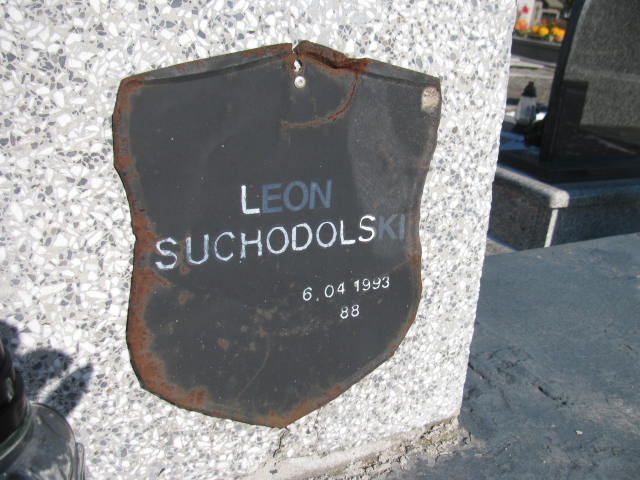 LEON
SUCHODOLSKI
6.04 1993
88